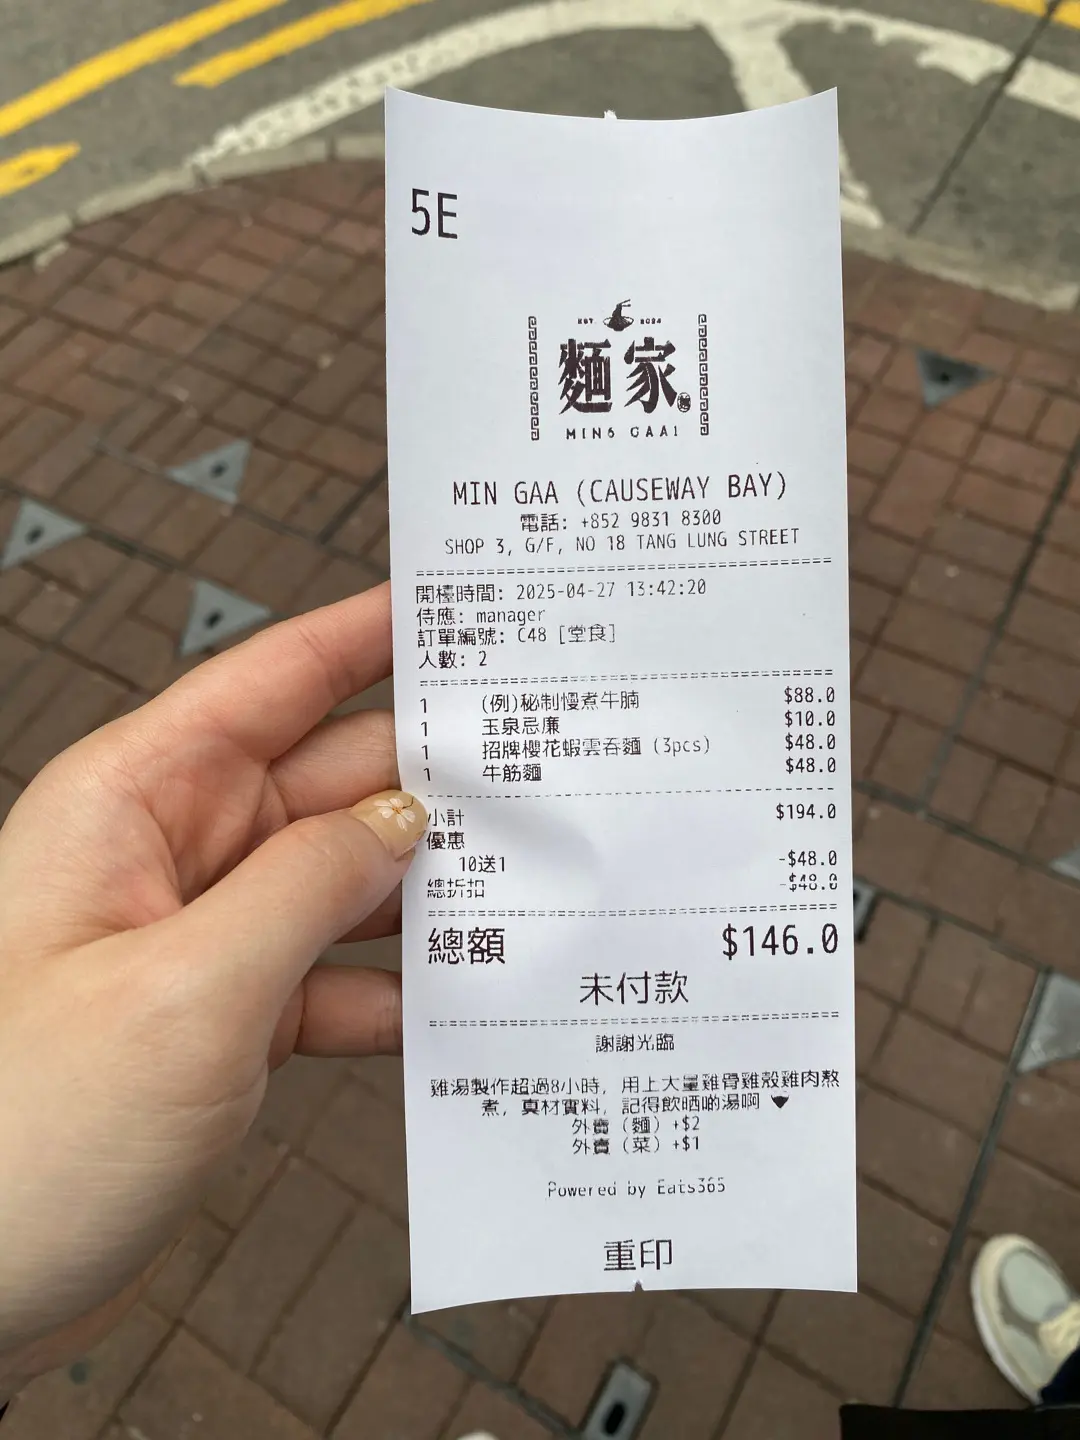 5E
EST. 2024
麵家
MING GAAI
MIN GAA (CAUSEWAY BAY)
電話: +852 9831 8300
SHOP 3, G/F, NO 18 TANG LUNG STREET
開檯時間: 2025-04-27 13:42:20
侍應: manager
訂單編號: C48 [堂食]
人數: 2
1 (例)秘制慢煮牛腩 $88.0
1 玉泉忌廉 $10.0
1 招牌櫻花蝦雲吞麵 (3pcs) $48.0
1 牛筋麵 $48.0
小計 $194.0
優惠
10送1 -$48.0
總折扣 -$48.0
總額 $146.0
未付款
謝謝光臨
雞湯製作超過8小時, 用上大量雞骨雞殼雞肉熬
煮, 真材實料, 記得飲晒啲湯啊
外賣 (麵) +$2
外賣 (菜) +$1
Powered by Eats365
重印